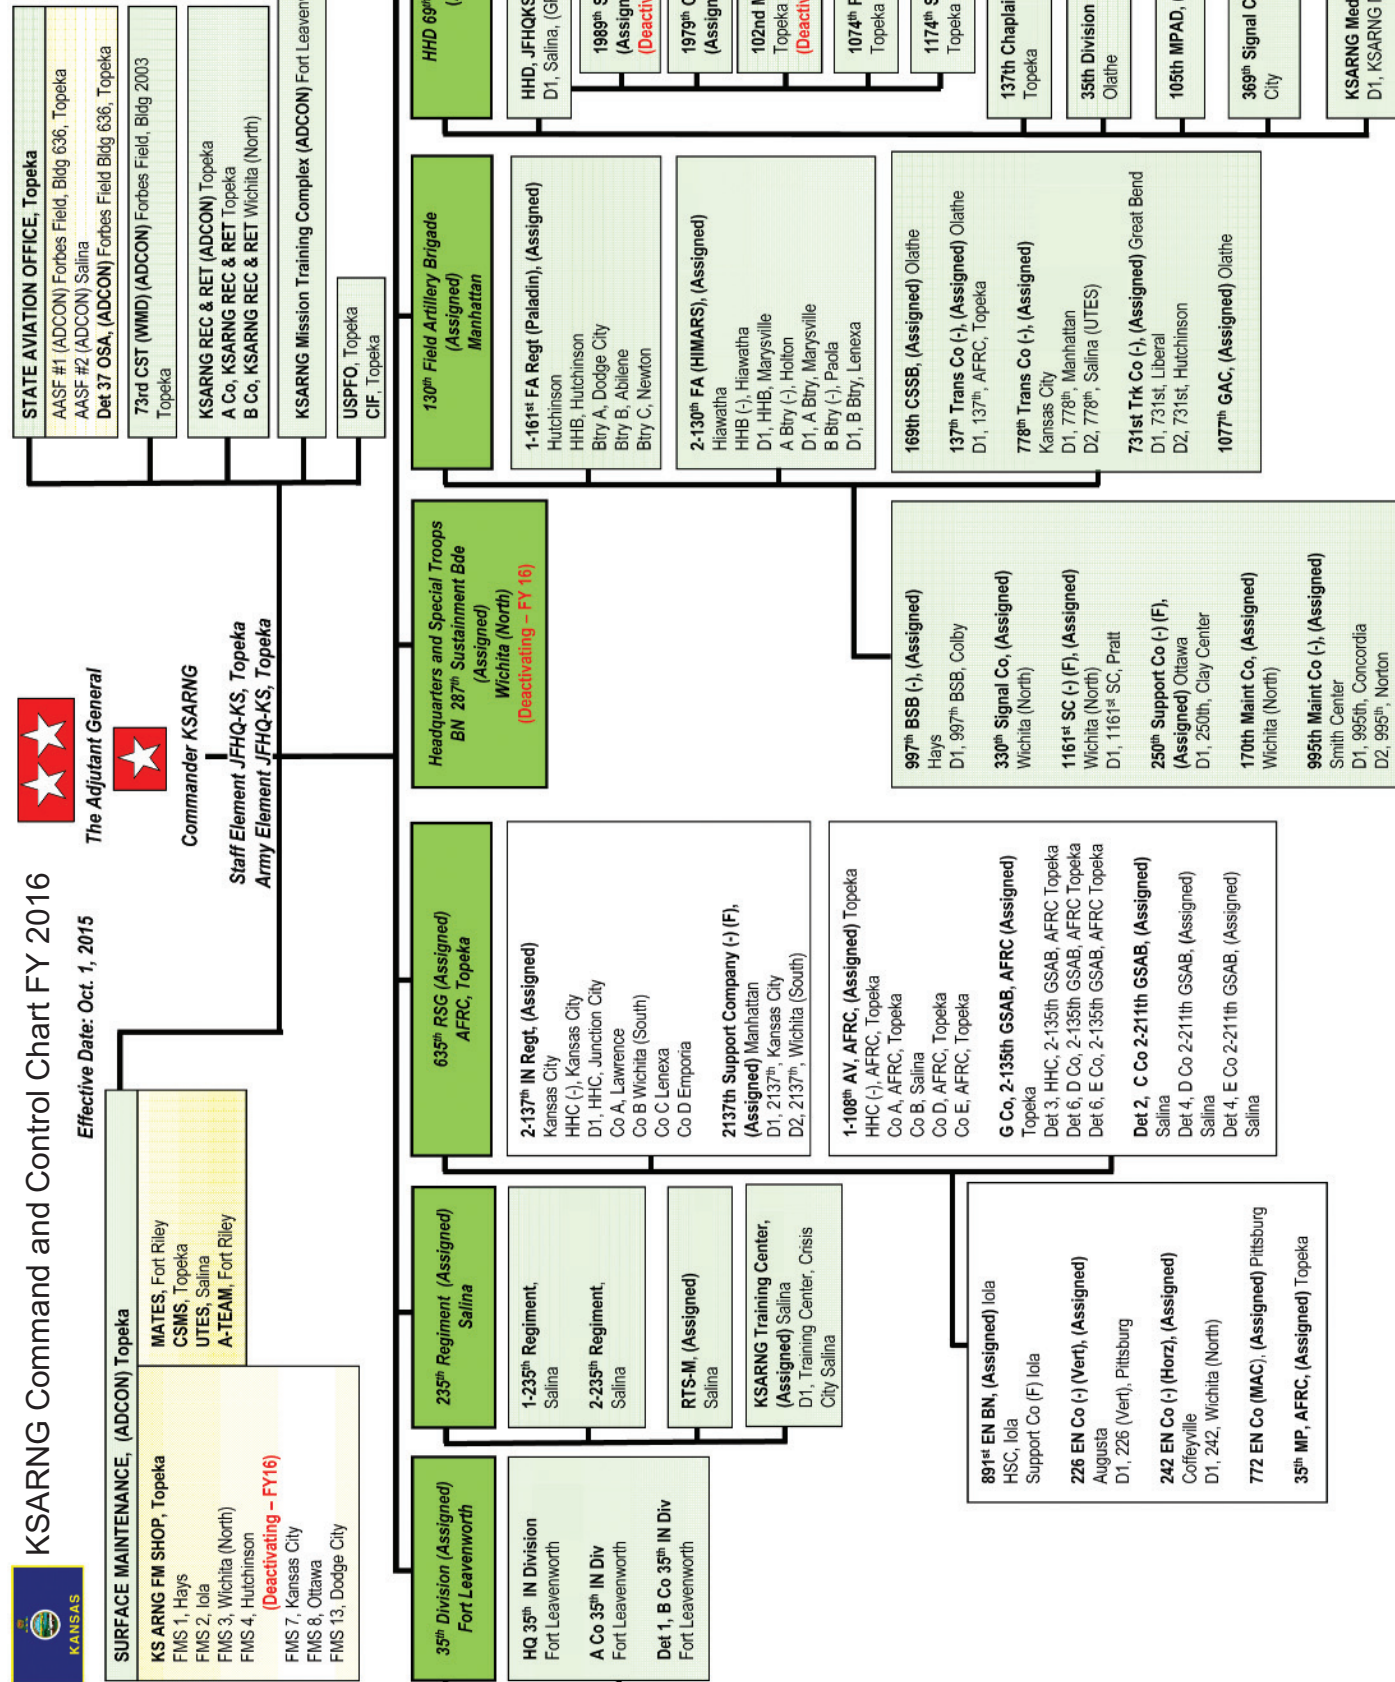 KSARNG Command and Control Chart FY 2016
Effective Date: Oct. 1, 2015
KANSAS
The Adjutant General
Commander KSARNG
Staff Element JFHQ-KS, Topeka
Army Element JFHQ-KS, Topeka
SURFACE MAINTENANCE, (ADCON) Topeka
KS ARNG FM SHOP, Topeka
FMS 1, Hays
FMS 2, Iola
FMS 3, Wichita (North)
FMS 4, Hutchinson
(Deactivating – FY16)
FMS 7, Kansas City
FMS 8, Ottawa
FMS 13, Dodge City
MATES, Fort Riley
CSMS, Topeka
UTES, Salina
A-TEAM, Fort Riley
STATE AVIATION OFFICE, Topeka
AASF #1 (ADCON) Forbes Field, Bldg 636, Topeka
AASF #2 (ADCON) Salina
Det 37 OSA, (ADCON) Forbes Field Bldg 636, Topeka
73rd CST (WMD) (ADCON) Forbes Field, Bldg 2003
Topeka
KSARNG REC & RET (ADCON) Topeka
A Co, KSARNG REC & RET Topeka
B Co, KSARNG REC & RET Wichita (North)
KSARNG Mission Training Complex (ADCON) Fort Leaven
USPFO, Topeka
CIF, Topeka
35th Division (Assigned)
Fort Leavenworth
HQ 35th IN Division
Fort Leavenworth
A Co 35th IN Div
Fort Leavenworth
Det 1, B Co 35th IN Div
Fort Leavenworth
235th Regiment (Assigned)
Salina
1-235th Regiment,
Salina
2-235th Regiment,
Salina
RTS-M, (Assigned)
Salina
KSARNG Training Center,
(Assigned) Salina
D1, Training Center, Crisis
City Salina
635th RSG (Assigned)
AFRC, Topeka
2-137th IN Regt, (Assigned)
Kansas City
HHC (-), Kansas City
D1, HHC, Junction City
Co A, Lawrence
Co B Wichita (South)
Co C Lenexa
Co D Emporia
2137th Support Company (-) (F),
(Assigned) Manhattan
D1, 2137th, Kansas City
D2, 2137th, Wichita (South)
1-108th AV, AFRC, (Assigned) Topeka
HHC (-), AFRC, Topeka
Co A, AFRC, Topeka
Co B, Salina
Co D, AFRC, Topeka
Co E, AFRC, Topeka
G Co, 2-135th GSAB, AFRC (Assigned)
Topeka
Det 3, HHC, 2-135th GSAB, AFRC Topeka
Det 6, D Co, 2-135th GSAB, AFRC Topeka
Det 6, E Co, 2-135th GSAB, AFRC Topeka
Det 2, C Co 2-211th GSAB, (Assigned)
Salina
Det 4, D Co 2-211th GSAB, (Assigned)
Salina
Det 4, E Co 2-211th GSAB, (Assigned)
Salina
891st EN BN, (Assigned) Iola
HSC, Iola
Support Co (F) Iola
226 EN Co (-) (Vert), (Assigned)
Augusta
D1, 226 (Vert), Pittsburg
242 EN Co (-) (Horz), (Assigned)
Coffeyville
D1, 242, Wichita (North)
772 EN Co (MAC), (Assigned) Pittsburg
35th MP, AFRC, (Assigned) Topeka
Headquarters and Special Troops
BN 287th Sustainment Bde
(Assigned)
Wichita (North)
(Deactivating – FY 16)
130th Field Artillery Brigade
(Assigned)
Manhattan
1-161st FA Regt (Paladin), (Assigned)
Hutchinson
HHB, Hutchinson
Btry A, Dodge City
Btry B, Abilene
Btry C, Newton
2-130th FA (HIMARS), (Assigned)
Hiawatha
HHB (-), Hiawatha
D1, HHB, Marysville
A Btry (-), Holton
D1, A Btry, Marysville
B Btry (-), Paola
D1, B Btry, Lenexa
169th CSSB, (Assigned) Olathe
137th Trans Co (-), (Assigned) Olathe
D1, 137th, AFRC, Topeka
778th Trans Co (-), (Assigned)
Kansas City
D1, 778th, Manhattan
D2, 778th, Salina (UTES)
731st Trk Co (-), (Assigned) Great Bend
D1, 731st, Liberal
D2, 731st, Hutchinson
1077th GAC, (Assigned) Olathe
997th BSB (-), (Assigned)
Hays
D1, 997th BSB, Colby
330th Signal Co, (Assigned)
Wichita (North)
1161st SC (-) (F), (Assigned)
Wichita (North)
D1, 1161st SC, Pratt
250th Support Co (-) (F),
(Assigned) Ottawa
D1, 250th, Clay Center
170th Maint Co, (Assigned)
Wichita (North)
995th Maint Co (-), (Assigned)
Smith Center
D1, 995th, Concordia
D2, 995th, Norton
HHD 69th
HHD, JFHQKS
D1, Salina,
1989th
(Assign
(Deactiv
1979th
(Assign
102nd
Topeka
(Deactiv
1074th
Topeka
1174th
Topeka
137th Chaplai
Topeka
35th Division
Olathe
105th MPAD,
369th Signal C
City
KSARNG Med
D1, KSARNG